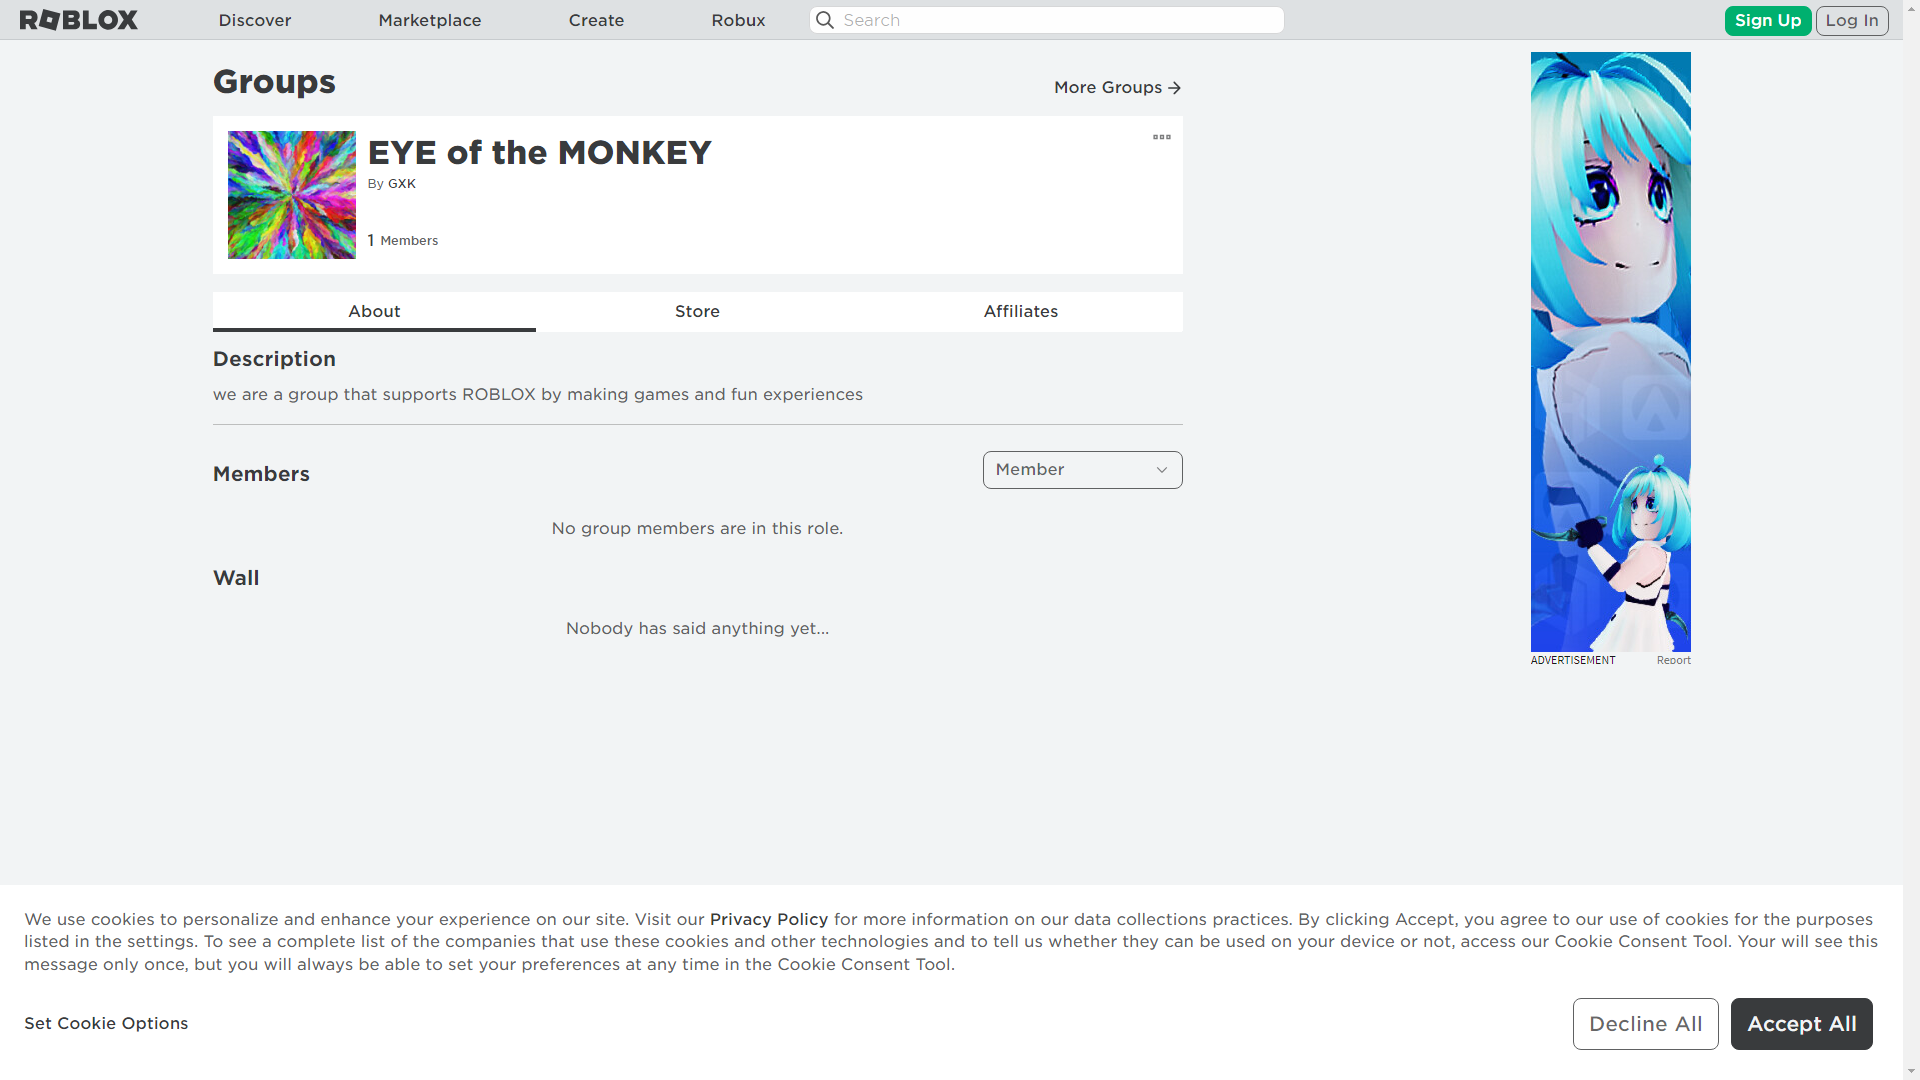 ROBLOX
Discover
Marketplace
Create
Robux
Search
Sign Up
Log In
Groups
More Groups
EYE of the MONKEY
By GXK
1 Members
About
Store
Affiliates
Description
we are a group that supports ROBLOX by making games and fun experiences
Members
Member
No group members are in this role.
Wall
Nobody has said anything yet...
ADVERTISEMENT
Report
We use cookies to personalize and enhance your experience on our site. Visit our Privacy Policy for more information on our data collections practices. By clicking Accept, you agree to our use of cookies for the purposes
listed in the settings. To see a complete list of the companies that use these cookies and other technologies and to tell us whether they can be used on your device or not, access our Cookie Consent Tool. Your will see this
message only once, but you will always be able to set your preferences at any time in the Cookie Consent Tool.
Set Cookie Options
Decline All
Accept All